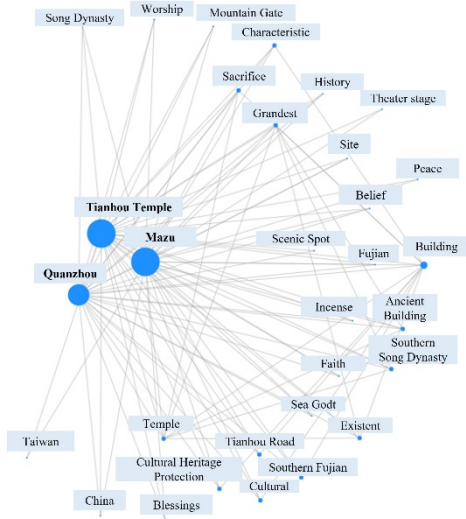 Song Dynasty
Worship
Mountain Gate
Characteristic
Sacrifice
History
Theater stage
Grandest
Site
Peace
Belief
Tianhou Temple
Mazu
Scenic Spot
Fujian
Building
Quanzhou
Incense
Ancient
Building
Southern
Song Dynasty
Faith
Sea Godt
Temple
Existent
Taiwan
Tianhou Road
Cultural Heritage
Protection
Southern Fujian
Cultural
China
Blessings